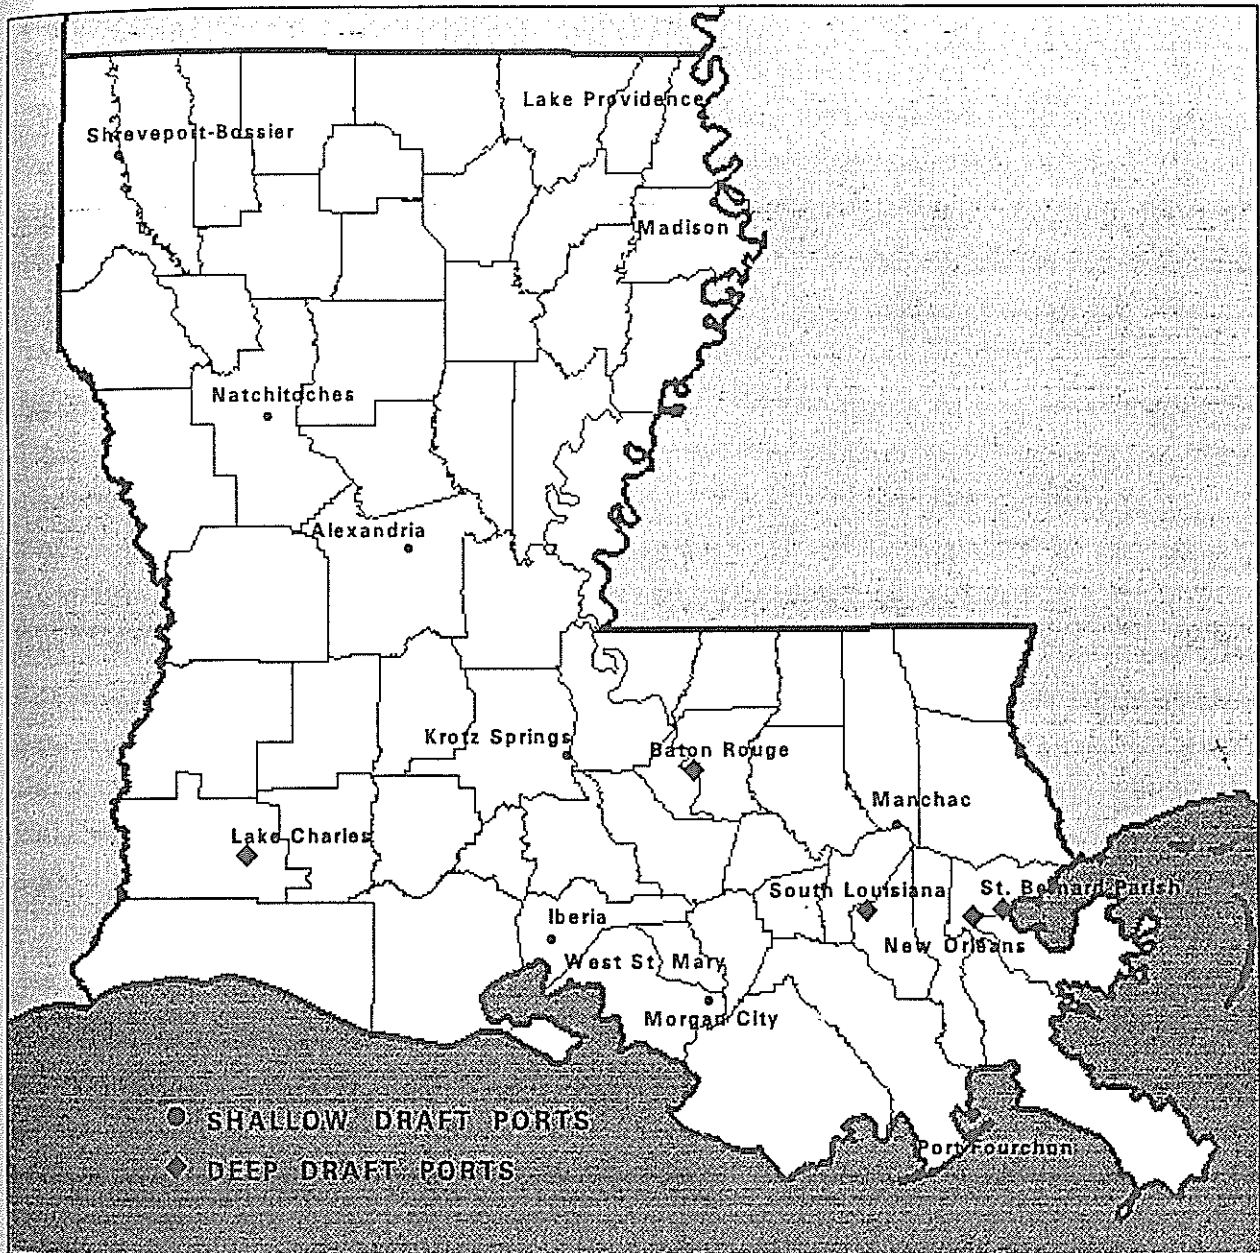 Lake Providence
Shreveport-Bossier
Madison
Natchitoches
Alexandria
Krotz Springs
Baton Rouge
Manchac
Lake Charles
South Louisiana
St. Bernard Parish
Iberia
New Orleans
West St. Mary
Morgan City
SHALLOW DRAFT PORTS
Port Fourchon
DEEP DRAFT PORTS